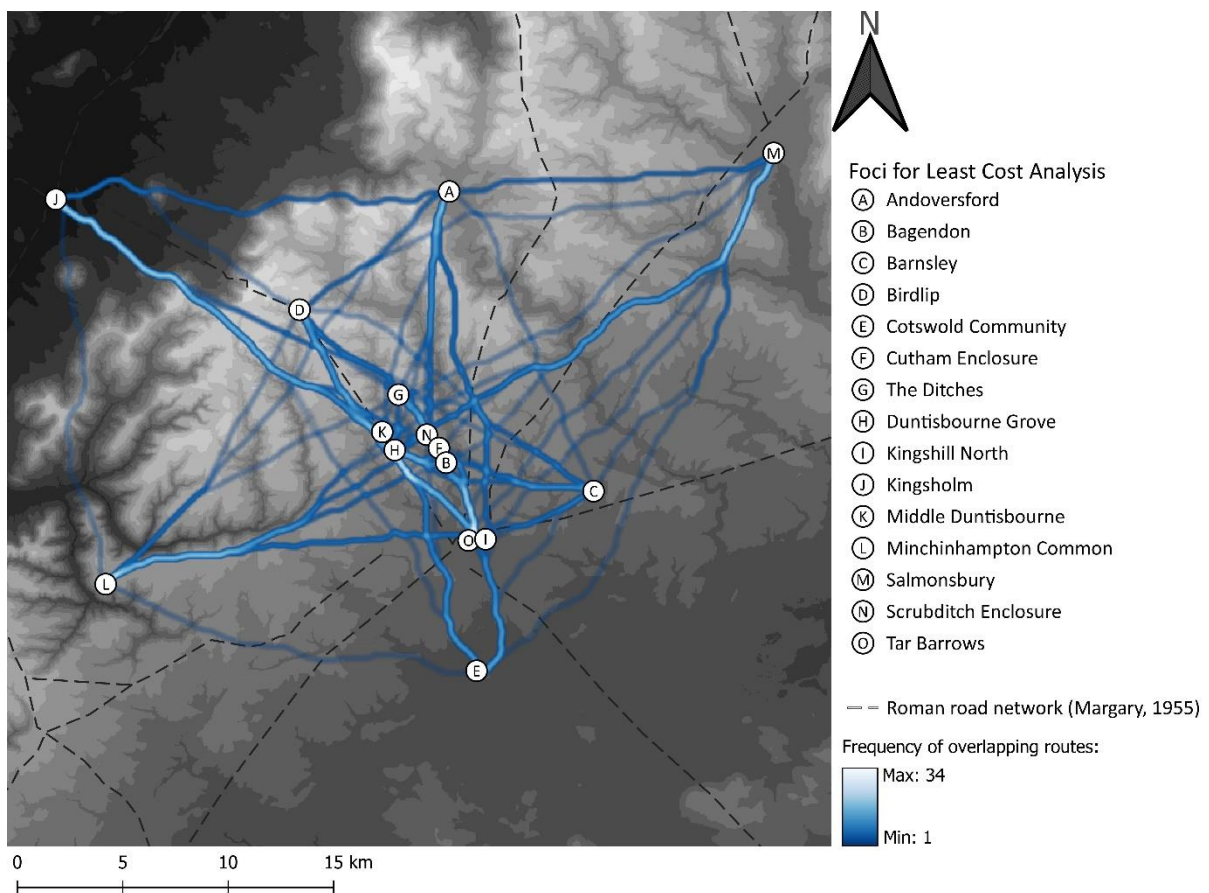 N
M
A
J
D
G
K
N
H
F
B
C
O
I
L
E
Foci for Least Cost Analysis
A Andoversford
B Bagendon
C Barnsley
D Birdlip
E Cotswold Community
F Cutham Enclosure
G The Ditches
H Duntisbourne Grove
I Kingshill North
J Kingsholm
K Middle Duntisbourne
L Minchinhampton Common
M Salmonsbury
N Scrubditch Enclosure
O Tar Barrows
Roman road network (Margary, 1955)
Frequency of overlapping routes:
Max: 34
Min: 1
0 5 10 15 km